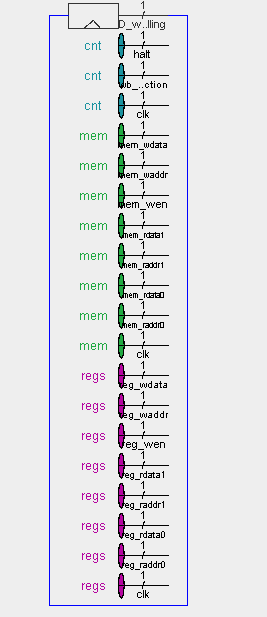 1
D_w..lling
cnt 1
halt
cnt 1
wb_..ction
cnt 1
clk
mem 1
mem_wdata
mem 1
mem_waddr
mem 1
mem_wen
mem 1
mem_rdata1
mem 1
mem_raddr1
mem 1
mem_rdata0
mem 1
mem_raddr0
mem 1
clk
regs 1
reg_wdata
regs 1
reg_waddr
regs 1
reg_wen
regs 1
reg_rdata1
regs 1
reg_raddr1
regs 1
reg_rdata0
regs 1
reg_raddr0
regs 1
clk